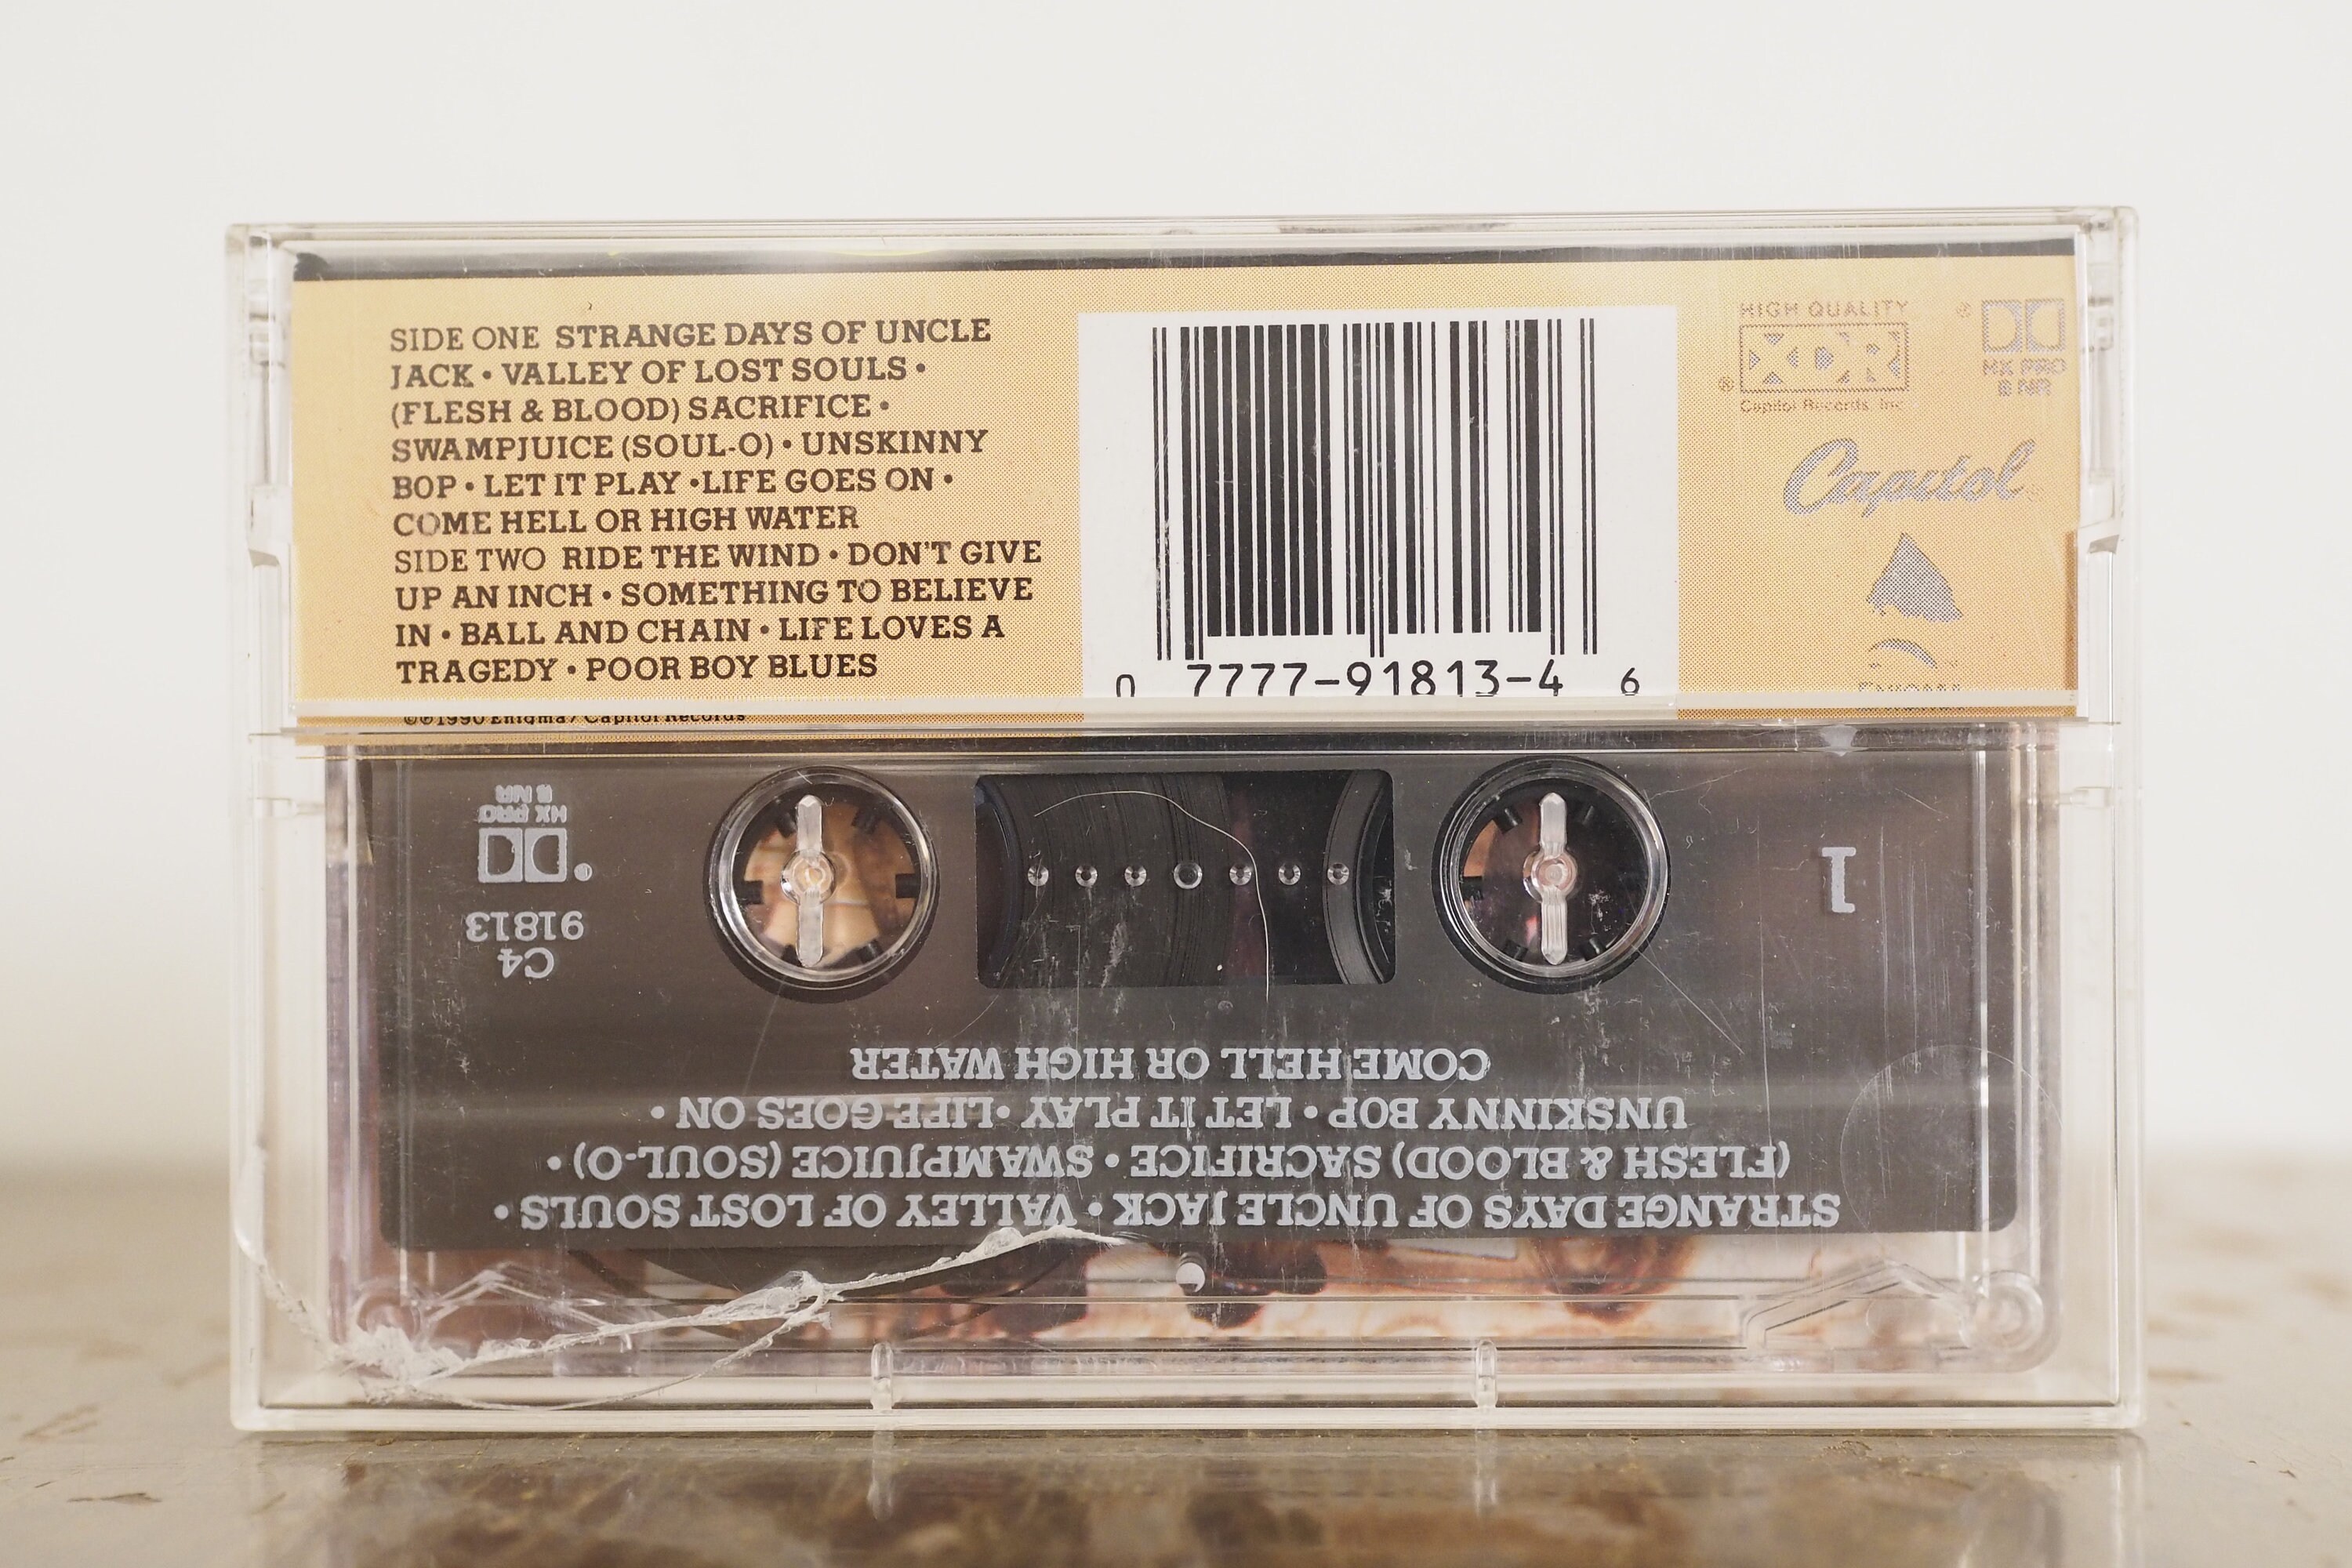 SIDE ONE STRANGE DAYS OF UNCLE
JACK • VALLEY OF LOST SOULS •
(FLESH & BLOOD) SACRIFICE •
SWAMPJUICE (SOUL-O) • UNSKINNY
BOP • LET IT PLAY • LIFE GOES ON •
COME HELL OR HIGH WATER
SIDE TWO RIDE THE WIND • DON'T GIVE
UP AN INCH • SOMETHING TO BELIEVE
IN • BALL AND CHAIN • LIFE LOVES A
TRAGEDY • POOR BOY BLUES
©℗1990 Enigma/Capitol Records
0 7777-91813-4 6
HIGH QUALITY
XDR
®
Capitol Records, Inc.
®
HX PRO
B NR
Capitol®
1
C4
91813
HX PRO
B NR
STRANGE DAYS OF UNCLE JACK • VALLEY OF LOST SOULS •
(FLESH & BLOOD) SACRIFICE • SWAMPJUICE (SOUL-O) •
UNSKINNY BOP • LET IT PLAY • LIFE GOES ON •
COME HELL OR HIGH WATER